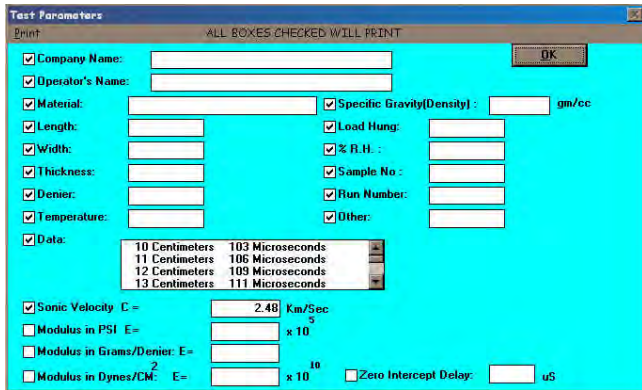 Test Parameters
Print ALL BOXES CHECKED WILL PRINT
OK
Company Name:
Operator's Name:
Material: Specific Gravity(Density) : gm/cc
Length: Load Hung:
Width: % R.H. :
Thickness: Sample No :
Denier: Run Number:
Temperature: Other:
Data:
10 Centimeters 103 Microseconds
11 Centimeters 106 Microseconds
12 Centimeters 109 Microseconds
13 Centimeters 111 Microseconds
Sonic Velocity C = 2.48 Km/Sec
Modulus in PSI E= x 10 5
Modulus in Grams/Denier: E=
Modulus in Dynes/CM: 2 E= x 10 10 Zero Intercept Delay: uS